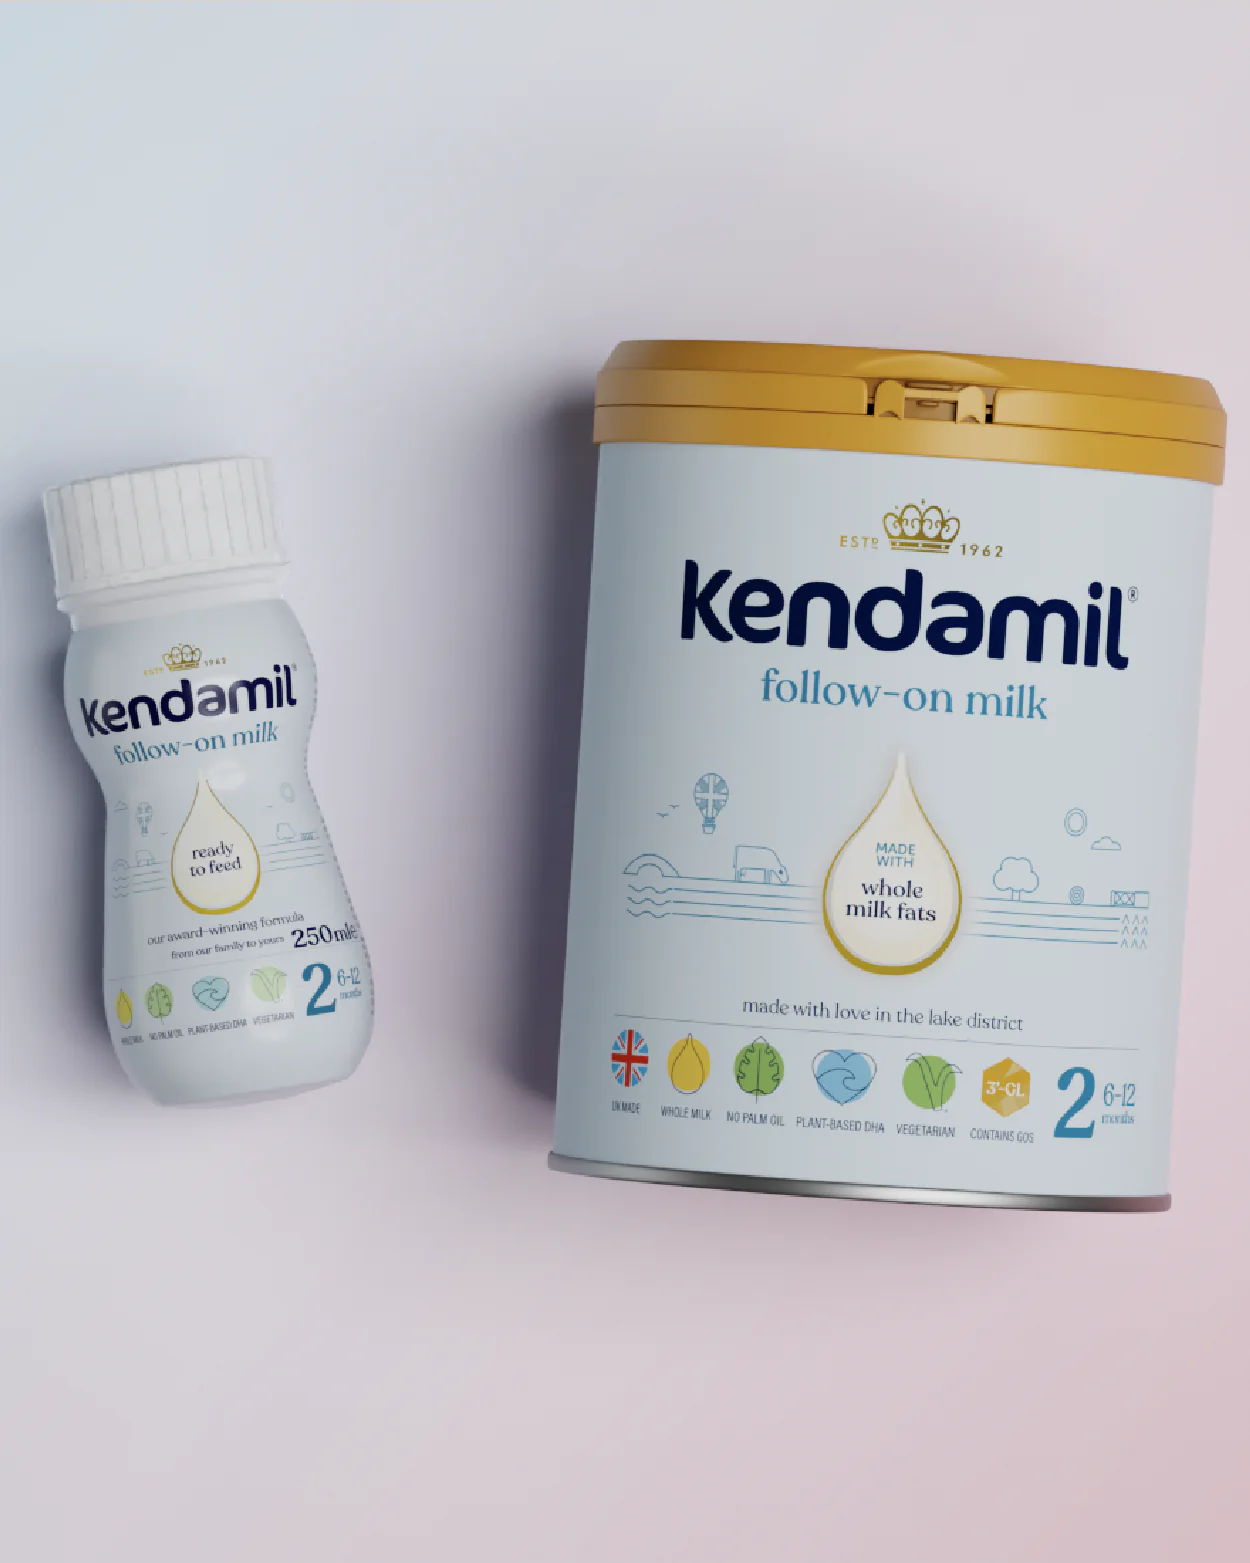 ESTD 1962
kendamil®
follow-on milk
ready
to feed
our award-winning formula
from our family to yours 250ml e
2 6-12
months
WHOLE MILK
NO PALM OIL
PLANT-BASED DHA
VEGETARIAN
ESTD 1962
kendamil®
follow-on milk
MADE
WITH
whole
milk fats
made with love in the lake district
3'-GL
2 6-12
months
UK MADE
WHOLE MILK
NO PALM OIL
PLANT-BASED DHA
VEGETARIAN
CONTAINS GOS